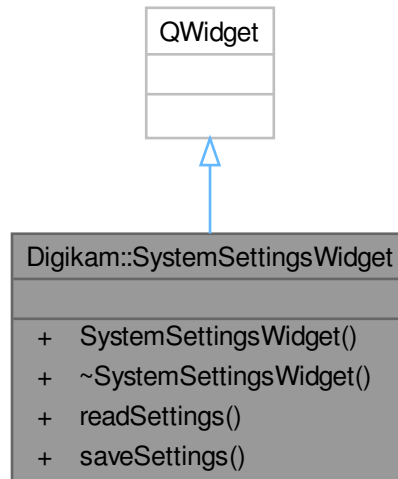 QWidget
Digikam::SystemSettingsWidget
+ SystemSettingsWidget()
+ ~SystemSettingsWidget()
+ readSettings()
+ saveSettings()